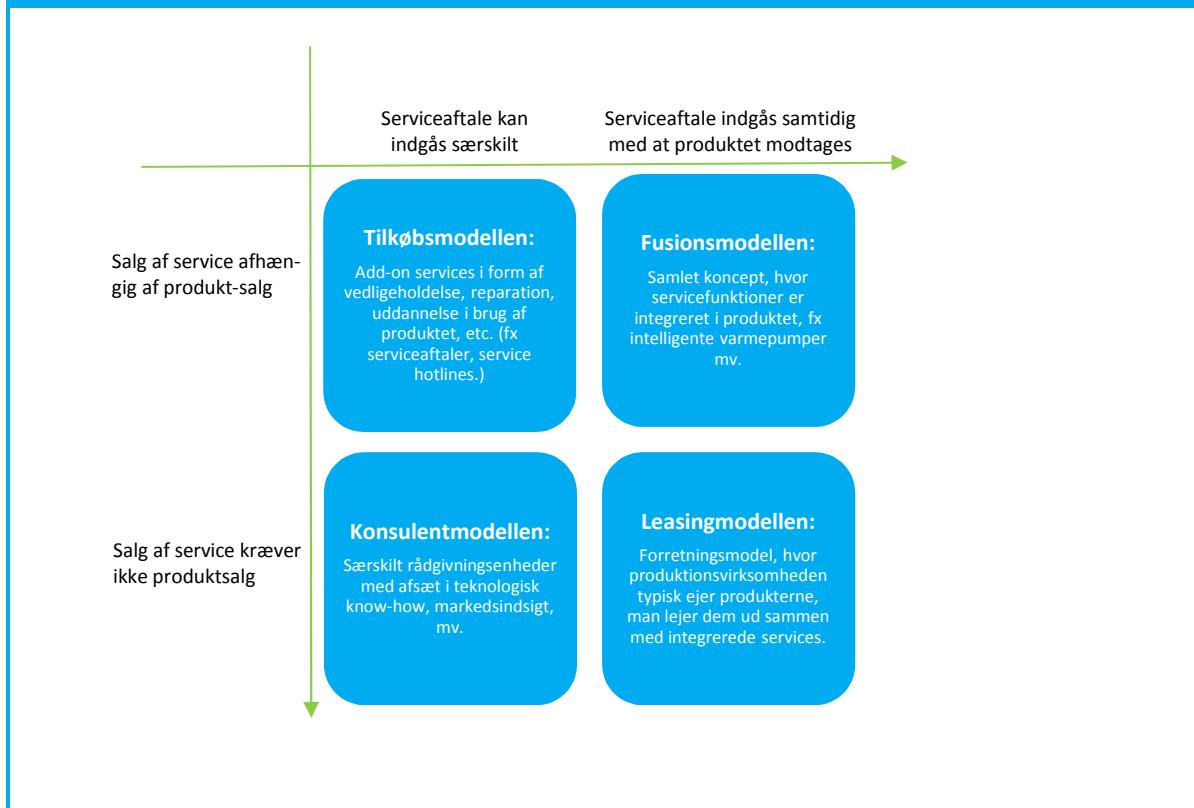 Serviceaftale kan
indgås særskilt
Serviceaftale indgås samtidig
med at produktet modtages
Salg af service afhæn-
gig af produkt-salg
Tilkøbsmodellen:
Add-on services i form af
vedligeholdelse, reparation,
uddannelse i brug af
produktet, etc. (fx
serviceaftaler, service
hotlines.)
Fusionsmodellen:
Samlet koncept, hvor
servicefunktioner er
integreret i produktet, fx
intelligente varmepumper
mv.
Salg af service kræver
ikke produktsalg
Konsulentmodellen:
Særskilt rådgivningsenheder
med afsæt i teknologisk
know-how, markedsindsigt,
mv.
Leasingmodellen:
Forretningsmodel, hvor
produktionsvirksomheden
typisk ejer produkterne,
man lejer dem ud sammen
med integrerede services.